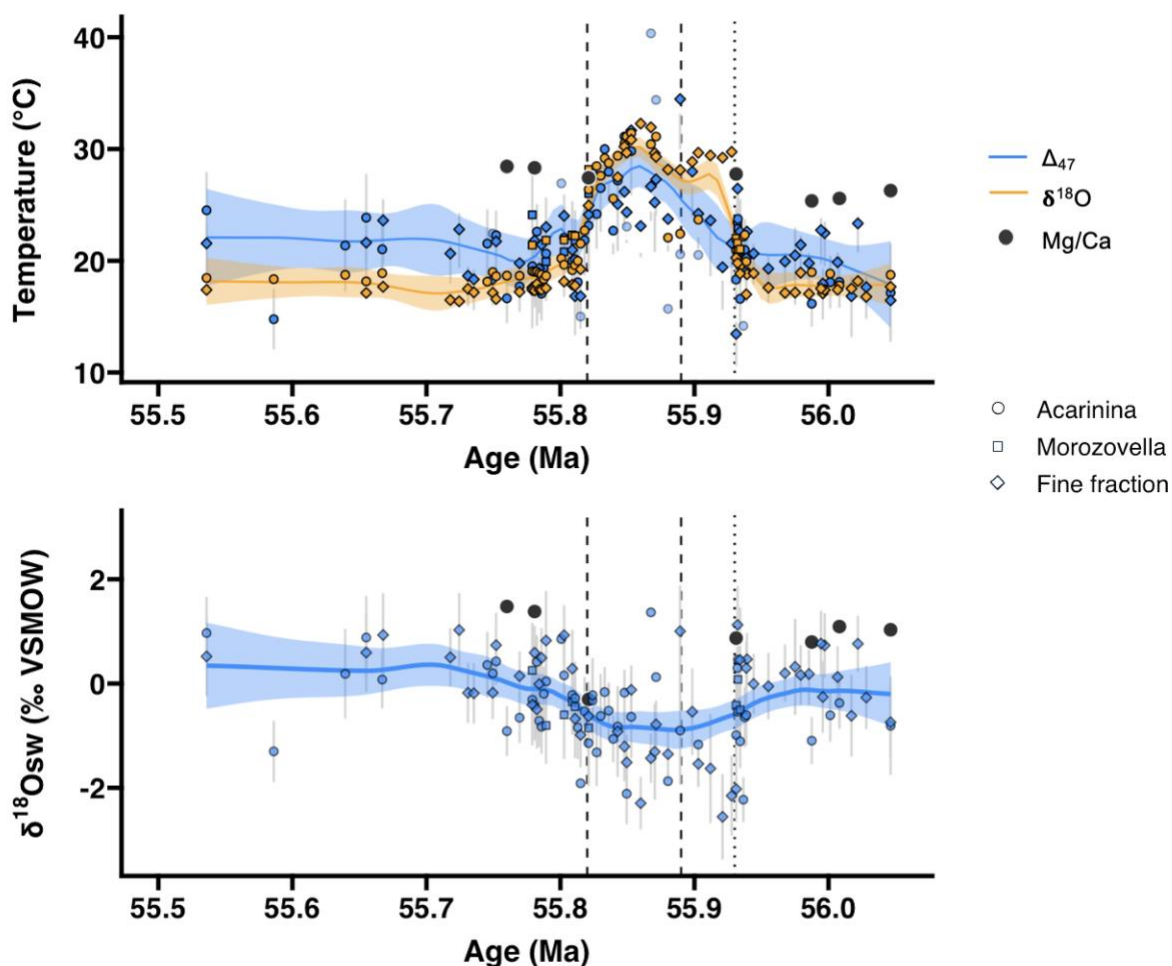 Temperature (°C)
40
30
20
10
55.5 55.6 55.7 55.8 55.9 56.0
Age (Ma)
Δ47
δ18O
Mg/Ca
Acarinina
Morozovella
Fine fraction
δ18Osw (‰ VSMOW)
2
0
-2
55.5 55.6 55.7 55.8 55.9 56.0
Age (Ma)